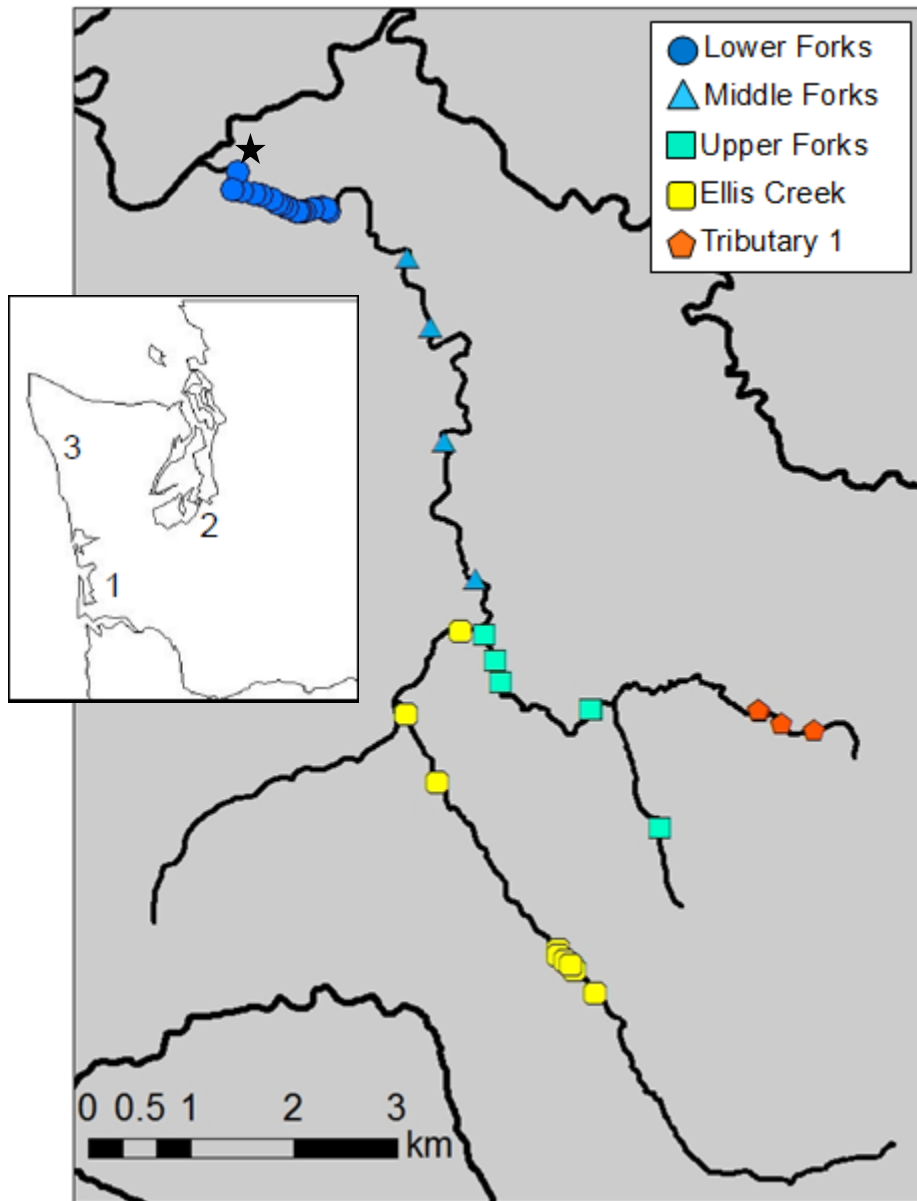 Lower Forks
Middle Forks
Upper Forks
Ellis Creek
Tributary 1
3
2
1
0 0.5 1 2 3
km